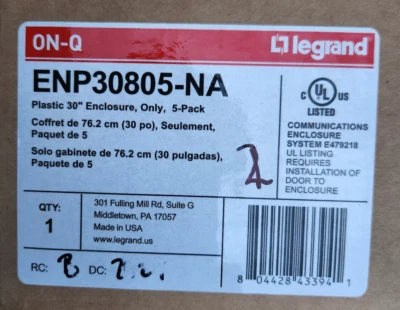 ON-Q
legrand
ENP30805-NA
Plastic 30" Enclosure, Only, 5-Pack
Coffret de 76.2 cm (30 po), Seulement,
Paquet de 5
Solo gabinete de 76.2 cm (30 pulgadas),
Paquete de 5
C UL US
LISTED
COMMUNICATIONS
ENCLOSURE
SYSTEM E479218
UL LISTING
REQUIRES
INSTALLATION OF
DOOR TO
ENCLOSURE
QTY:
1
301 Fulling Mill Rd, Suite G
Middletown, PA 17057
Made in USA
www.legrand.us
RC: B DC:
8 04428 43394 1